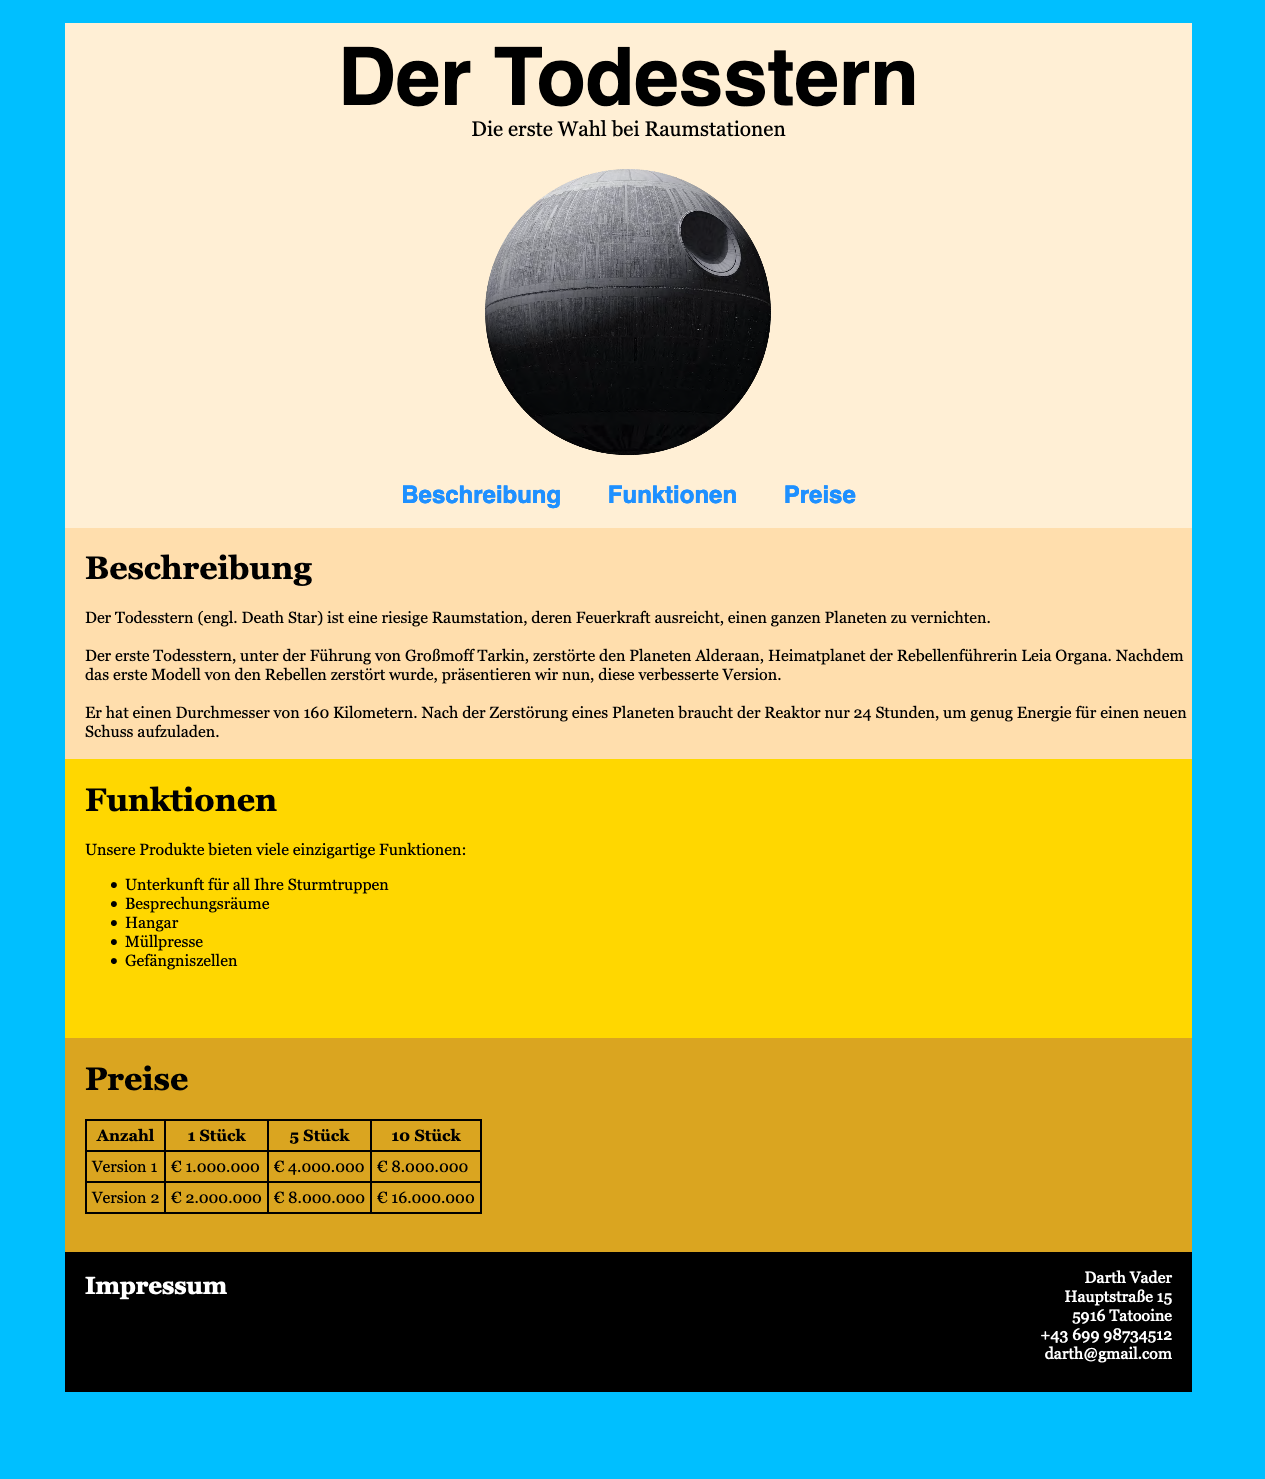 Der Todesstern
Die erste Wahl bei Raumstationen
Beschreibung Funktionen Preise
Beschreibung
Der Todesstern (engl. Death Star) ist eine riesige Raumstation, deren Feuerkraft ausreicht, einen ganzen Planeten zu vernichten.
Der erste Todesstern, unter der Führung von Großmoff Tarkin, zerstörte den Planeten Alderaan, Heimatplanet der Rebellenführerin Leia Organa. Nachdem
das erste Modell von den Rebellen zerstört wurde, präsentieren wir nun, diese verbesserte Version.
Er hat einen Durchmesser von 160 Kilometern. Nach der Zerstörung eines Planeten braucht der Reaktor nur 24 Stunden, um genug Energie für einen neuen
Schuss aufzuladen.
Funktionen
Unsere Produkte bieten viele einzigartige Funktionen:
• Unterkunft für all Ihre Sturmtruppen
• Besprechungsräume
• Hangar
• Müllpresse
• Gefängniszellen
Preise
Anzahl 1 Stück 5 Stück 10 Stück
Version 1 € 1.000.000 € 4.000.000 € 8.000.000
Version 2 € 2.000.000 € 8.000.000 € 16.000.000
Impressum
Darth Vader
Hauptstraße 15
5916 Tatooine
+43 699 98734512
darth@gmail.com